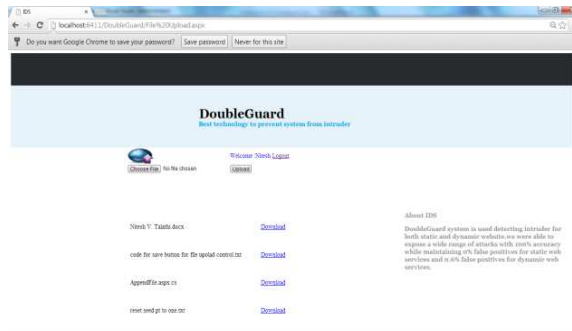 IDS
localhost:6411/DoubleGuard/File%20Upload.aspx
Do you want Google Chrome to save your password? Save password Never for this site
DoubleGuard
Best technology to prevent system from intruder
Welcome Nitesh Logout
Choose File No file chosen Upload
Download
code for save button for file upolad control.txt Download
AppendFile.aspx.cs Download
reset seed pt to one.txt Download
About IDS
DoubleGuard system is used detecting intruder for
both static and dynamic website.we were able to
expose a wide range of attacks with 100% accuracy
while maintaining 0% false positives for static web
services and 0.6% false positives for dynamic web
services.